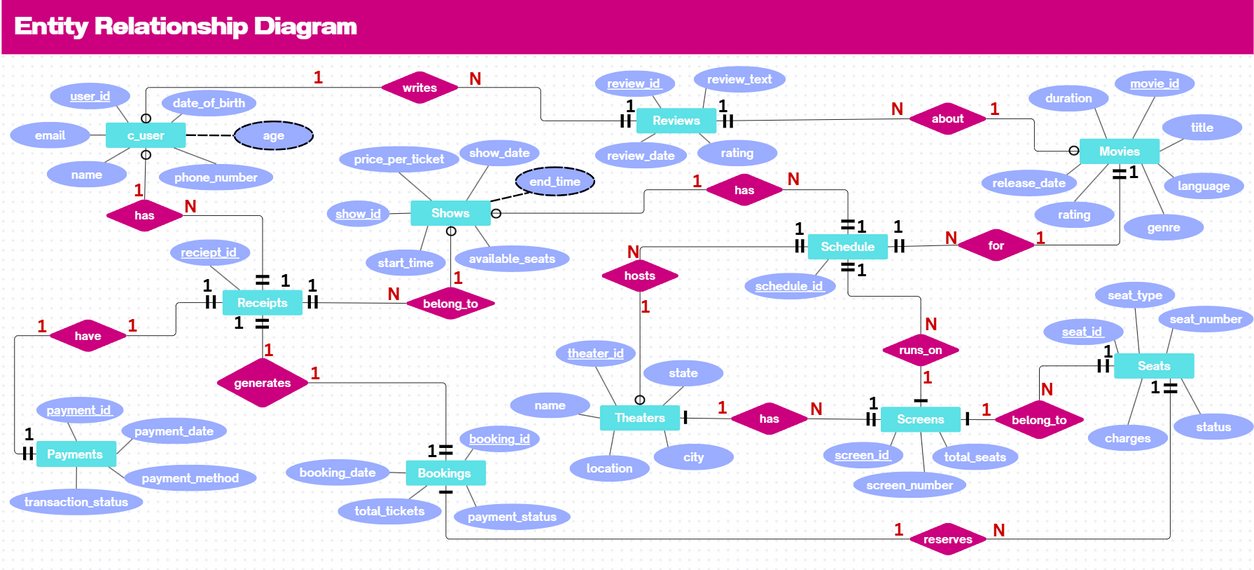 Entity Relationship Diagram
1
writes
N
review_id
review_text
user_id
date_of_birth
email
c_user
age
name
phone_number
1
Reviews
1
review_date
rating
N
about
1
duration
movie_id
title
Movies
release_date
1
language
rating
genre
price_per_ticket
show_date
end_time
show_id
Shows
start_time
available_seats
1
has
N
1
has
N
reciept_id
1
1
Receipts
1
1
N
belong_to
1
1
Schedule
1
1
1
schedule_id
N
for
1
N
hosts
1
1
have
1
1
generates
1
N
runs_on
1
seat_type
seat_number
seat_id
1
Seats
1
charges
status
theater_id
state
name
Theaters
location
city
1
has
N
1
Screens
screen_id
total_seats
screen_number
1
belong_to
N
payment_id
payment_date
1
Payments
payment_method
transaction_status
1
booking_id
booking_date
Bookings
total_tickets
payment_status
1
reserves
N